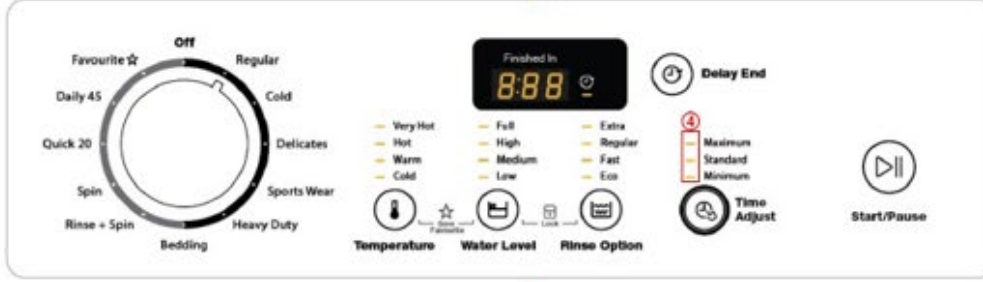 Off
Favourite ☆
Regular
Daily 45
Cold
Quick 20
Delicates
Spin
Sports Wear
Rinse + Spin
Heavy Duty
Bedding
Finished In
8:88
Delay End
Very Hot
Hot
Warm
Cold
Full
High
Medium
Low
Extra
Regular
Fast
Eco
④
Maximum
Standard
Minimum
Save
Favourite
Lock
Temperature
Water Level
Rinse Option
Time
Adjust
Start/Pause